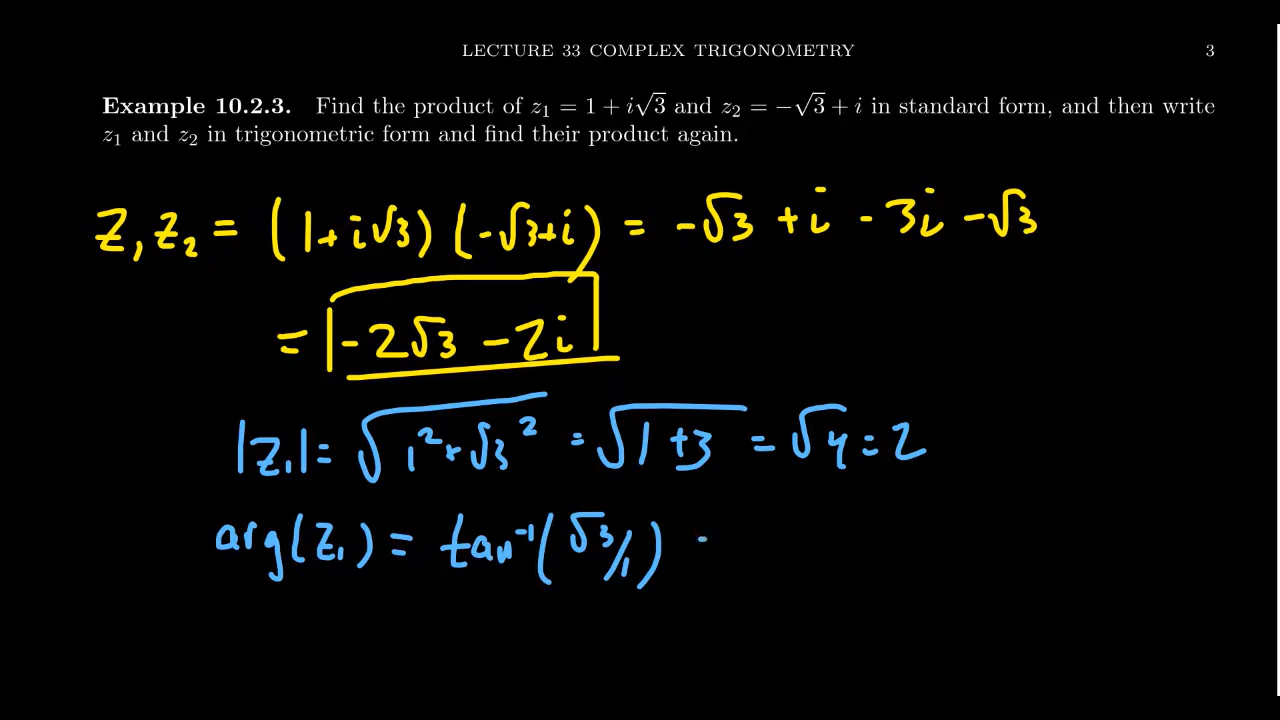 LECTURE 33 COMPLEX TRIGONOMETRY 3
Example 10.2.3. Find the product of z₁ = 1 + i√3 and z₂ = −√3 + i in standard form, and then write
z₁ and z₂ in trigonometric form and find their product again.
Z₁Z₂ = (1+i√3)(-√3+i) = -√3 + i - 3i - √3
= -2√3 - 2i
|Z₁| = √(1² + √3²) = √(1+3) = √4 = 2
arg(Z₁) = tan⁻¹(√3/1) -